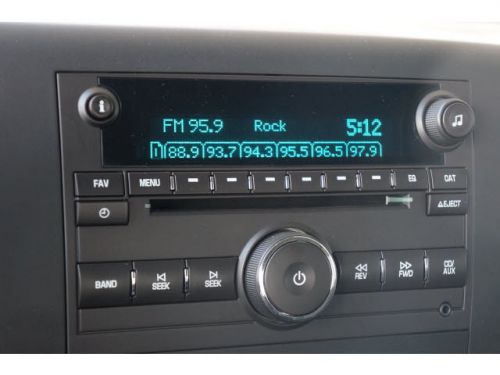 FM 95.9 Rock 5:12
1 88.9 93.7 94.3 95.5 96.5 97.9
FAV MENU EQ CAT
EJECT
BAND SEEK SEEK REV FWD CD/AUX